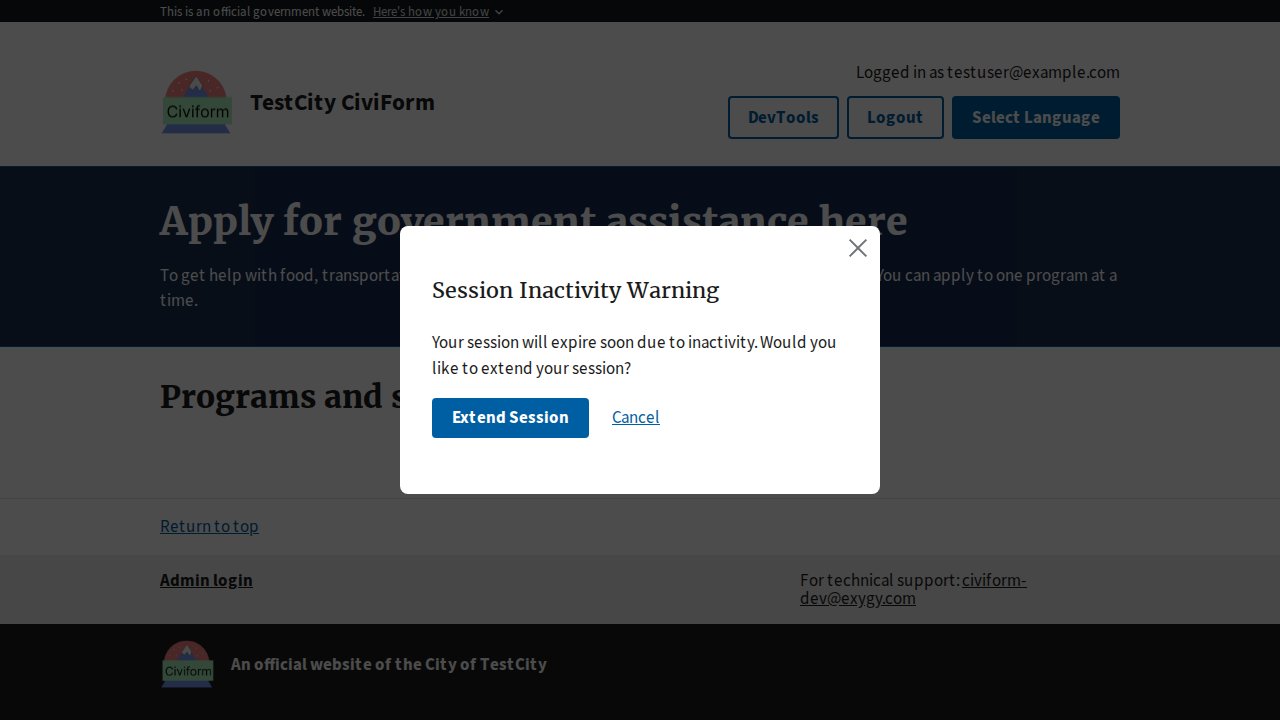 This is an official government website. Here's how you know
Civiform
TestCity CiviForm
Logged in as testuser@example.com
DevTools
Logout
Select Language
Apply for government assistance here
To get help with food, transportat
You can apply to one program at a
time.
Session Inactivity Warning
Your session will expire soon due to inactivity. Would you
like to extend your session?
Extend Session
Cancel
Programs and s
Return to top
Admin login
For technical support: civiform-
dev@exygy.com
Civiform
An official website of the City of TestCity